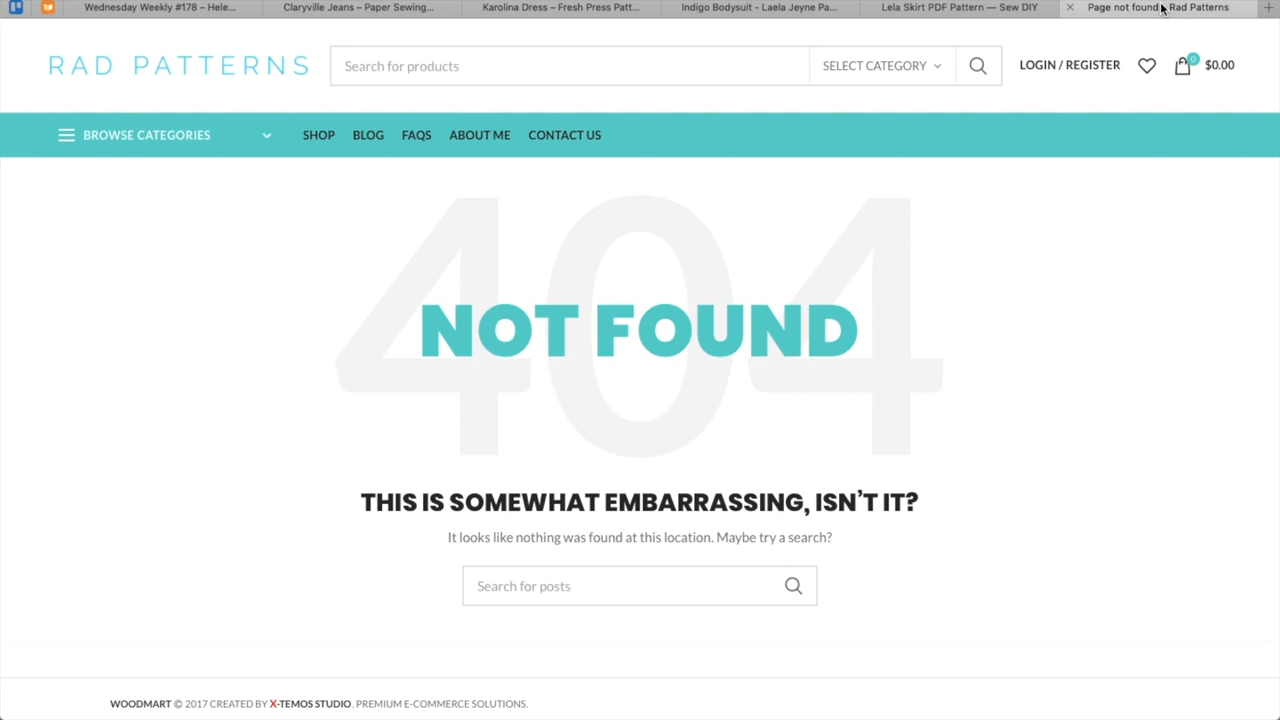 Wednesday Weekly #178 – Hele...
Claryville Jeans – Paper Sewing...
Karolina Dress – Fresh Press Patt...
Indigo Bodysuit - Laela Jeyne Pa...
Lela Skirt PDF Pattern — Sew DIY
Page not found Rad Patterns
RAD PATTERNS
Search for products
SELECT CATEGORY
LOGIN / REGISTER
0
$0.00
BROWSE CATEGORIES
SHOP
BLOG
FAQS
ABOUT ME
CONTACT US
404
NOT FOUND
THIS IS SOMEWHAT EMBARRASSING, ISN’T IT?
It looks like nothing was found at this location. Maybe try a search?
Search for posts
WOODMART © 2017 CREATED BY X-TEMOS STUDIO. PREMIUM E-COMMERCE SOLUTIONS.